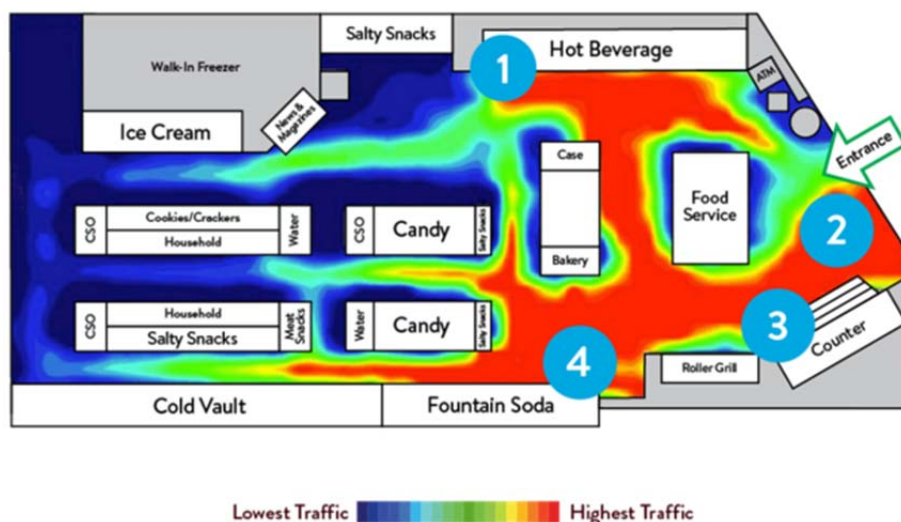 Salty Snacks
Hot Beverage
1
Walk-In Freezer
ATM
News &
Magazines
Ice Cream
Entrance
Case
Food
Service
Bakery
2
CSO
Cookies/Crackers
Household
Water
CSO
Candy
Salty Snacks
CSO
Household
Salty Snacks
Meat
Snacks
Water
Candy
Salty Snacks
3
Counter
4
Roller Grill
Cold Vault
Fountain Soda
Lowest Traffic
Highest Traffic